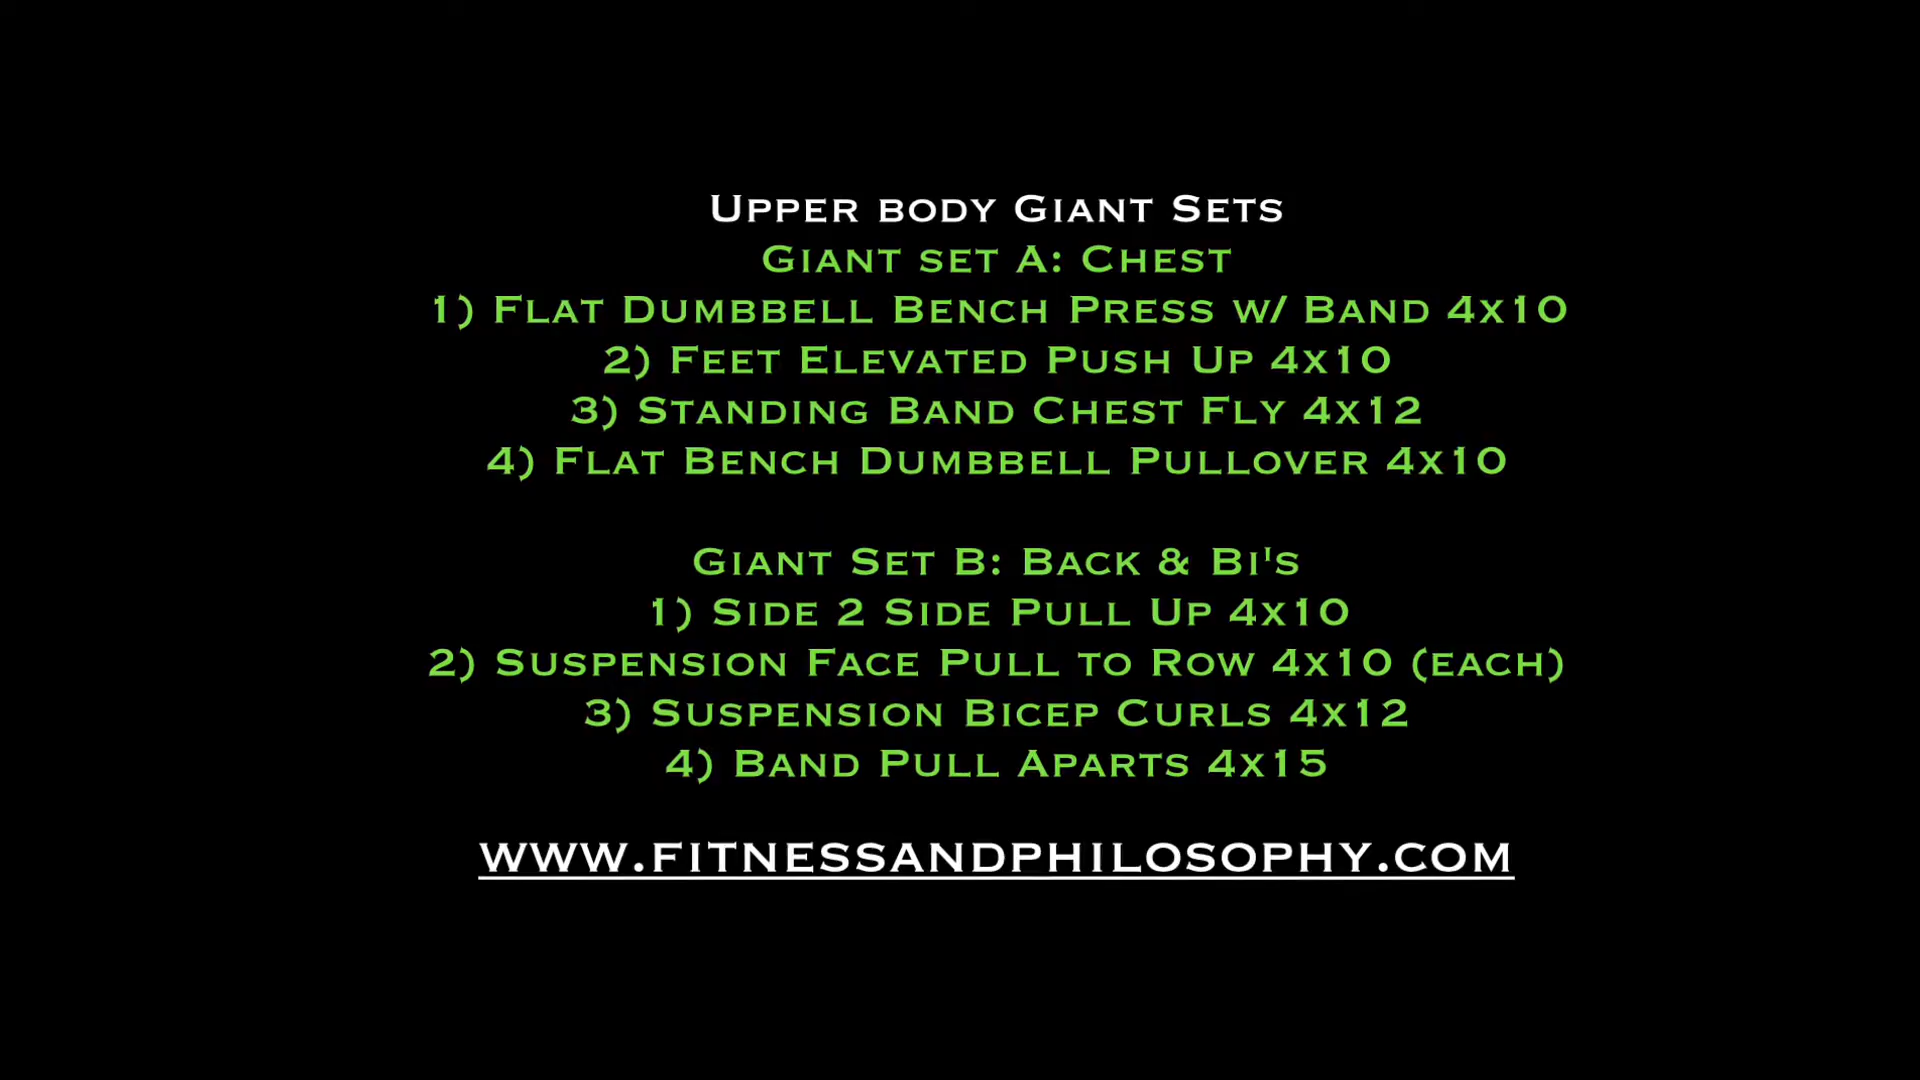 Upper body Giant Sets
Giant set A: Chest
1) Flat Dumbbell Bench Press w/ Band 4x10
2) Feet Elevated Push Up 4x10
3) Standing Band Chest Fly 4x12
4) Flat Bench Dumbbell Pullover 4x10
Giant Set B: Back & Bi's
1) Side 2 Side Pull Up 4x10
2) Suspension Face Pull to Row 4x10 (each)
3) Suspension Bicep Curls 4x12
4) Band Pull Aparts 4x15
www.fitnessandphilosophy.com